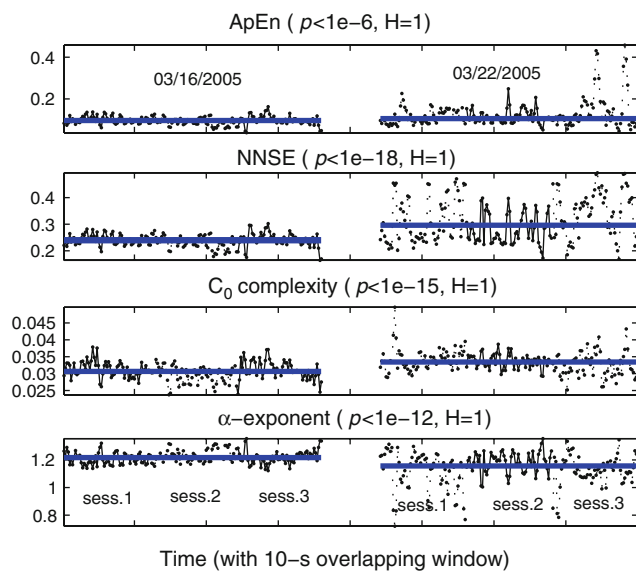 ApEn ( p<1e−6, H=1)
0.4
0.2
03/16/2005
03/22/2005
NNSE ( p<1e−18, H=1)
0.4
0.3
0.2
C0 complexity ( p<1e−15, H=1)
0.045
0.04
0.035
0.03
0.025
α−exponent ( p<1e−12, H=1)
1.2
1
0.8
sess.1
sess.2
sess.3
sess.1
sess.2
sess.3
Time (with 10−s overlapping window)